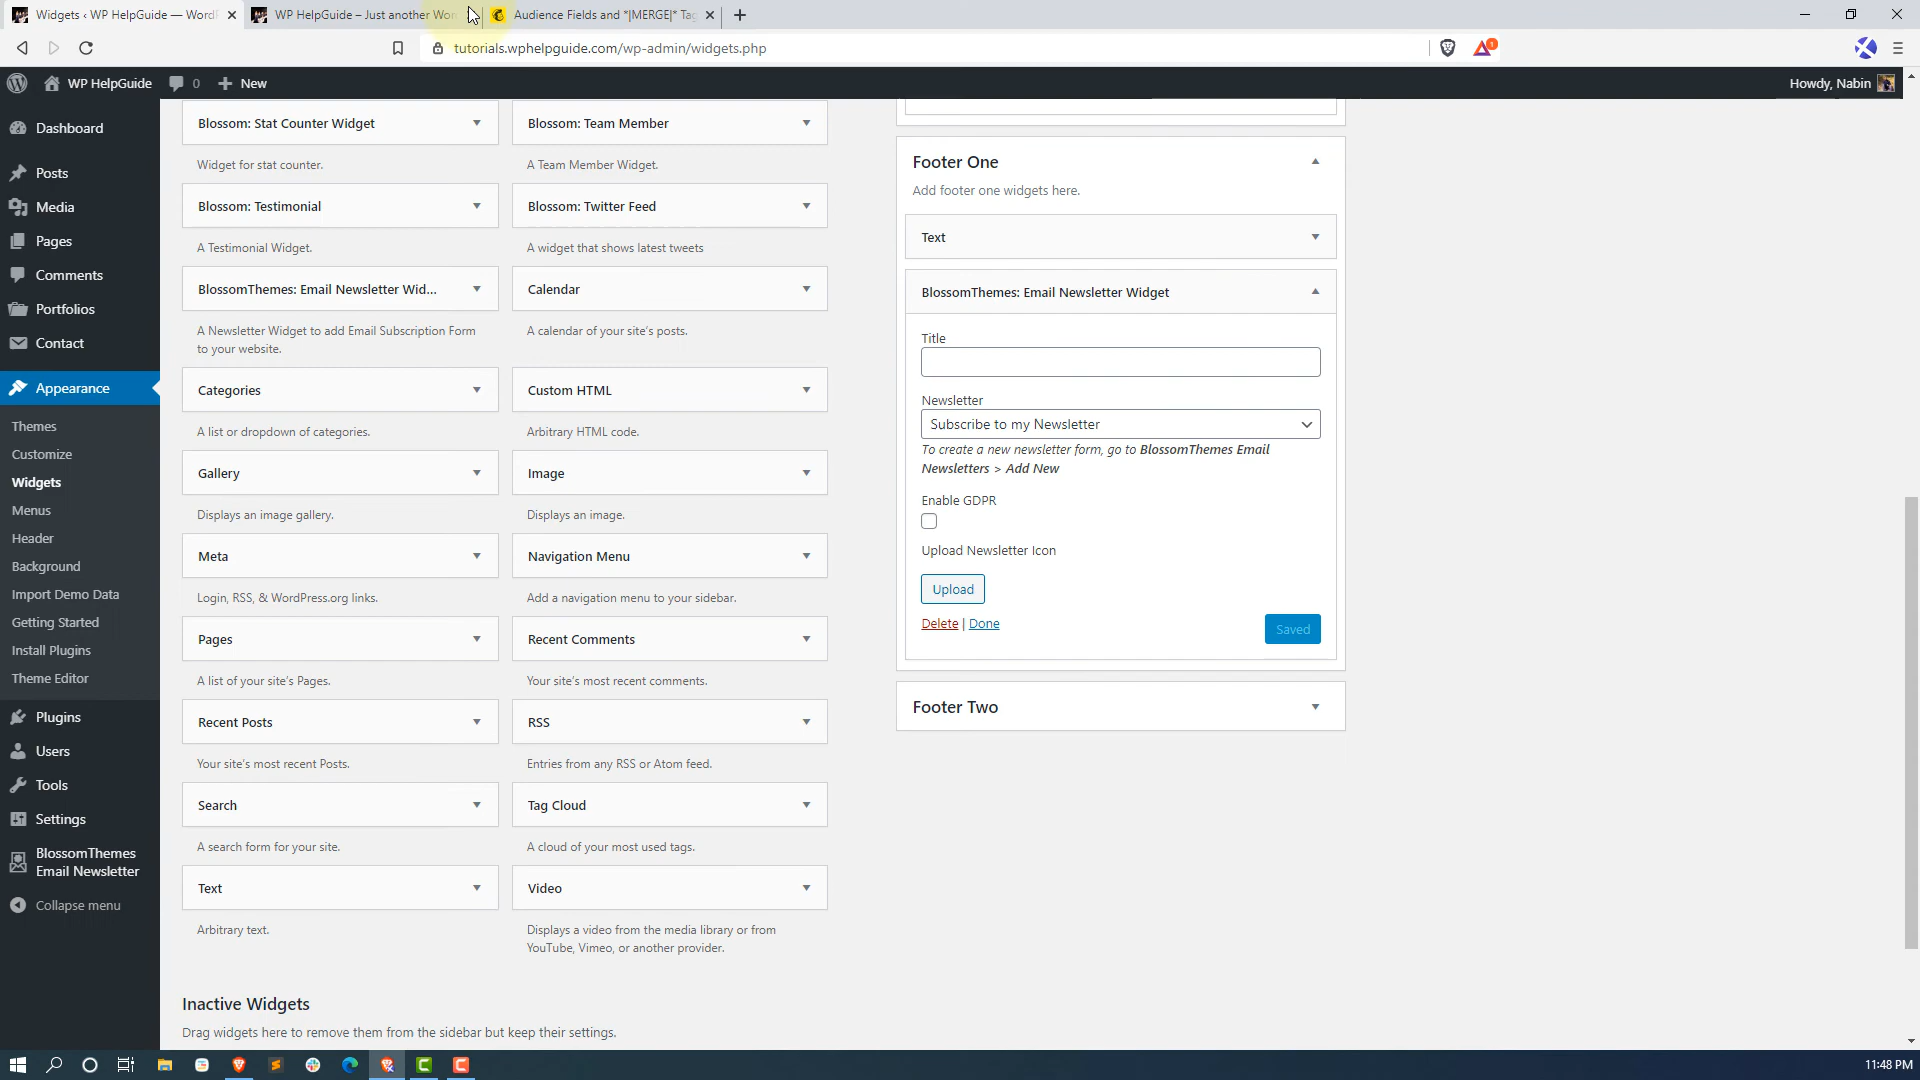 Widgets ‹ WP HelpGuide — WordP
WP HelpGuide – Just another Wor
Audience Fields and *|MERGE|* Tag
tutorials.wphelpguide.com/wp-admin/widgets.php
1
WP HelpGuide
0
New
Howdy, Nabin
Dashboard
Posts
Media
Pages
Comments
Portfolios
Contact
Appearance
Themes
Customize
Widgets
Menus
Header
Background
Import Demo Data
Getting Started
Install Plugins
Theme Editor
Plugins
Users
Tools
Settings
BlossomThemes
Email Newsletter
Collapse menu
Blossom: Stat Counter Widget
Widget for stat counter.
Blossom: Team Member
A Team Member Widget.
Blossom: Testimonial
A Testimonial Widget.
Blossom: Twitter Feed
A widget that shows latest tweets
BlossomThemes: Email Newsletter Wid...
A Newsletter Widget to add Email Subscription Form
to your website.
Calendar
A calendar of your site's posts.
Categories
A list or dropdown of categories.
Custom HTML
Arbitrary HTML code.
Gallery
Displays an image gallery.
Image
Displays an image.
Meta
Login, RSS, & WordPress.org links.
Navigation Menu
Add a navigation menu to your sidebar.
Pages
A list of your site's Pages.
Recent Comments
Your site's most recent comments.
Recent Posts
Your site's most recent Posts.
RSS
Entries from any RSS or Atom feed.
Search
A search form for your site.
Tag Cloud
A cloud of your most used tags.
Text
Arbitrary text.
Video
Displays a video from the media library or from
YouTube, Vimeo, or another provider.
Inactive Widgets
Drag widgets here to remove them from the sidebar but keep their settings.
Footer One
Add footer one widgets here.
Text
BlossomThemes: Email Newsletter Widget
Title
Newsletter
Subscribe to my Newsletter
To create a new newsletter form, go to BlossomThemes Email
Newsletters > Add New
Enable GDPR
Upload Newsletter Icon
Upload
Delete | Done
Saved
Footer Two
11:48 PM